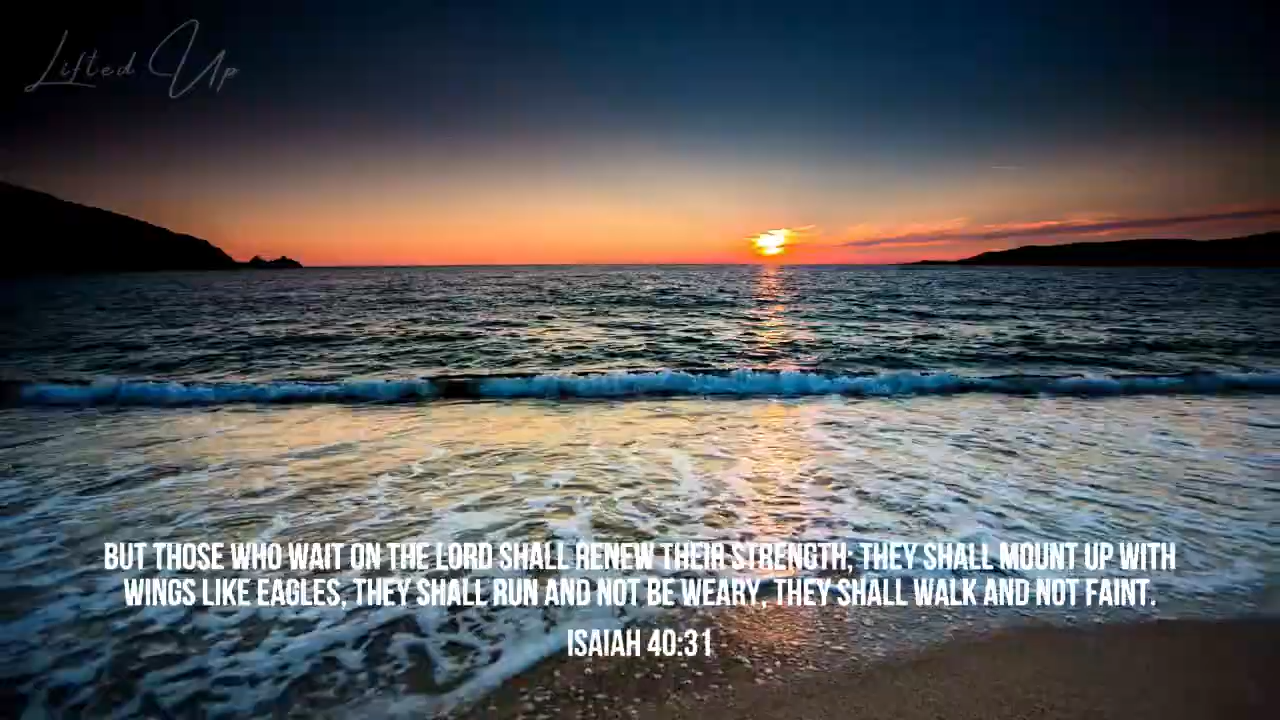 Lifted Up
BUT THOSE WHO WAIT ON THE LORD SHALL RENEW THEIR STRENGTH; THEY SHALL MOUNT UP WITH
WINGS LIKE EAGLES, THEY SHALL RUN AND NOT BE WEARY, THEY SHALL WALK AND NOT FAINT.
ISAIAH 40:31